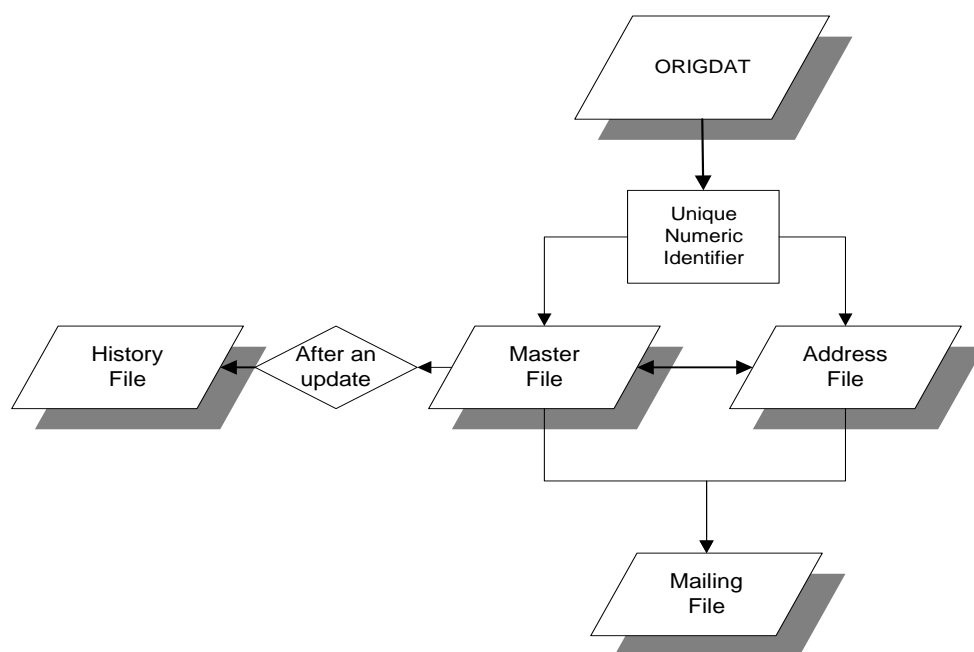 ORIGDAT
Unique
Numeric
Identifier
History
File
After an
update
Master
File
Address
File
Mailing
File